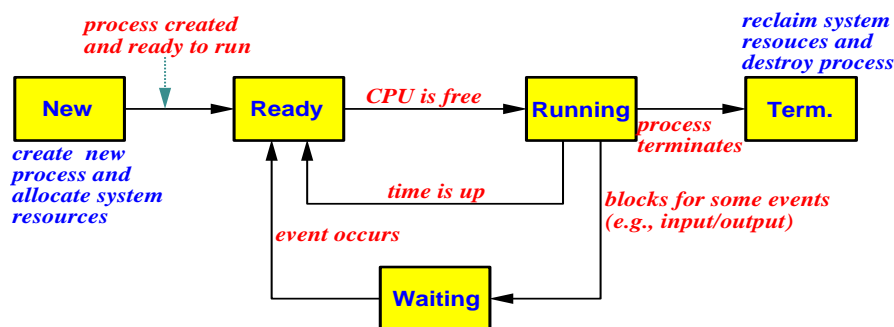 process created
and ready to run
reclaim system
resouces and
destroy process
New
Ready
CPU is free
Running
Term.
process
terminates
create new
process and
allocate system
resources
time is up
blocks for some events
(e.g., input/output)
event occurs
Waiting